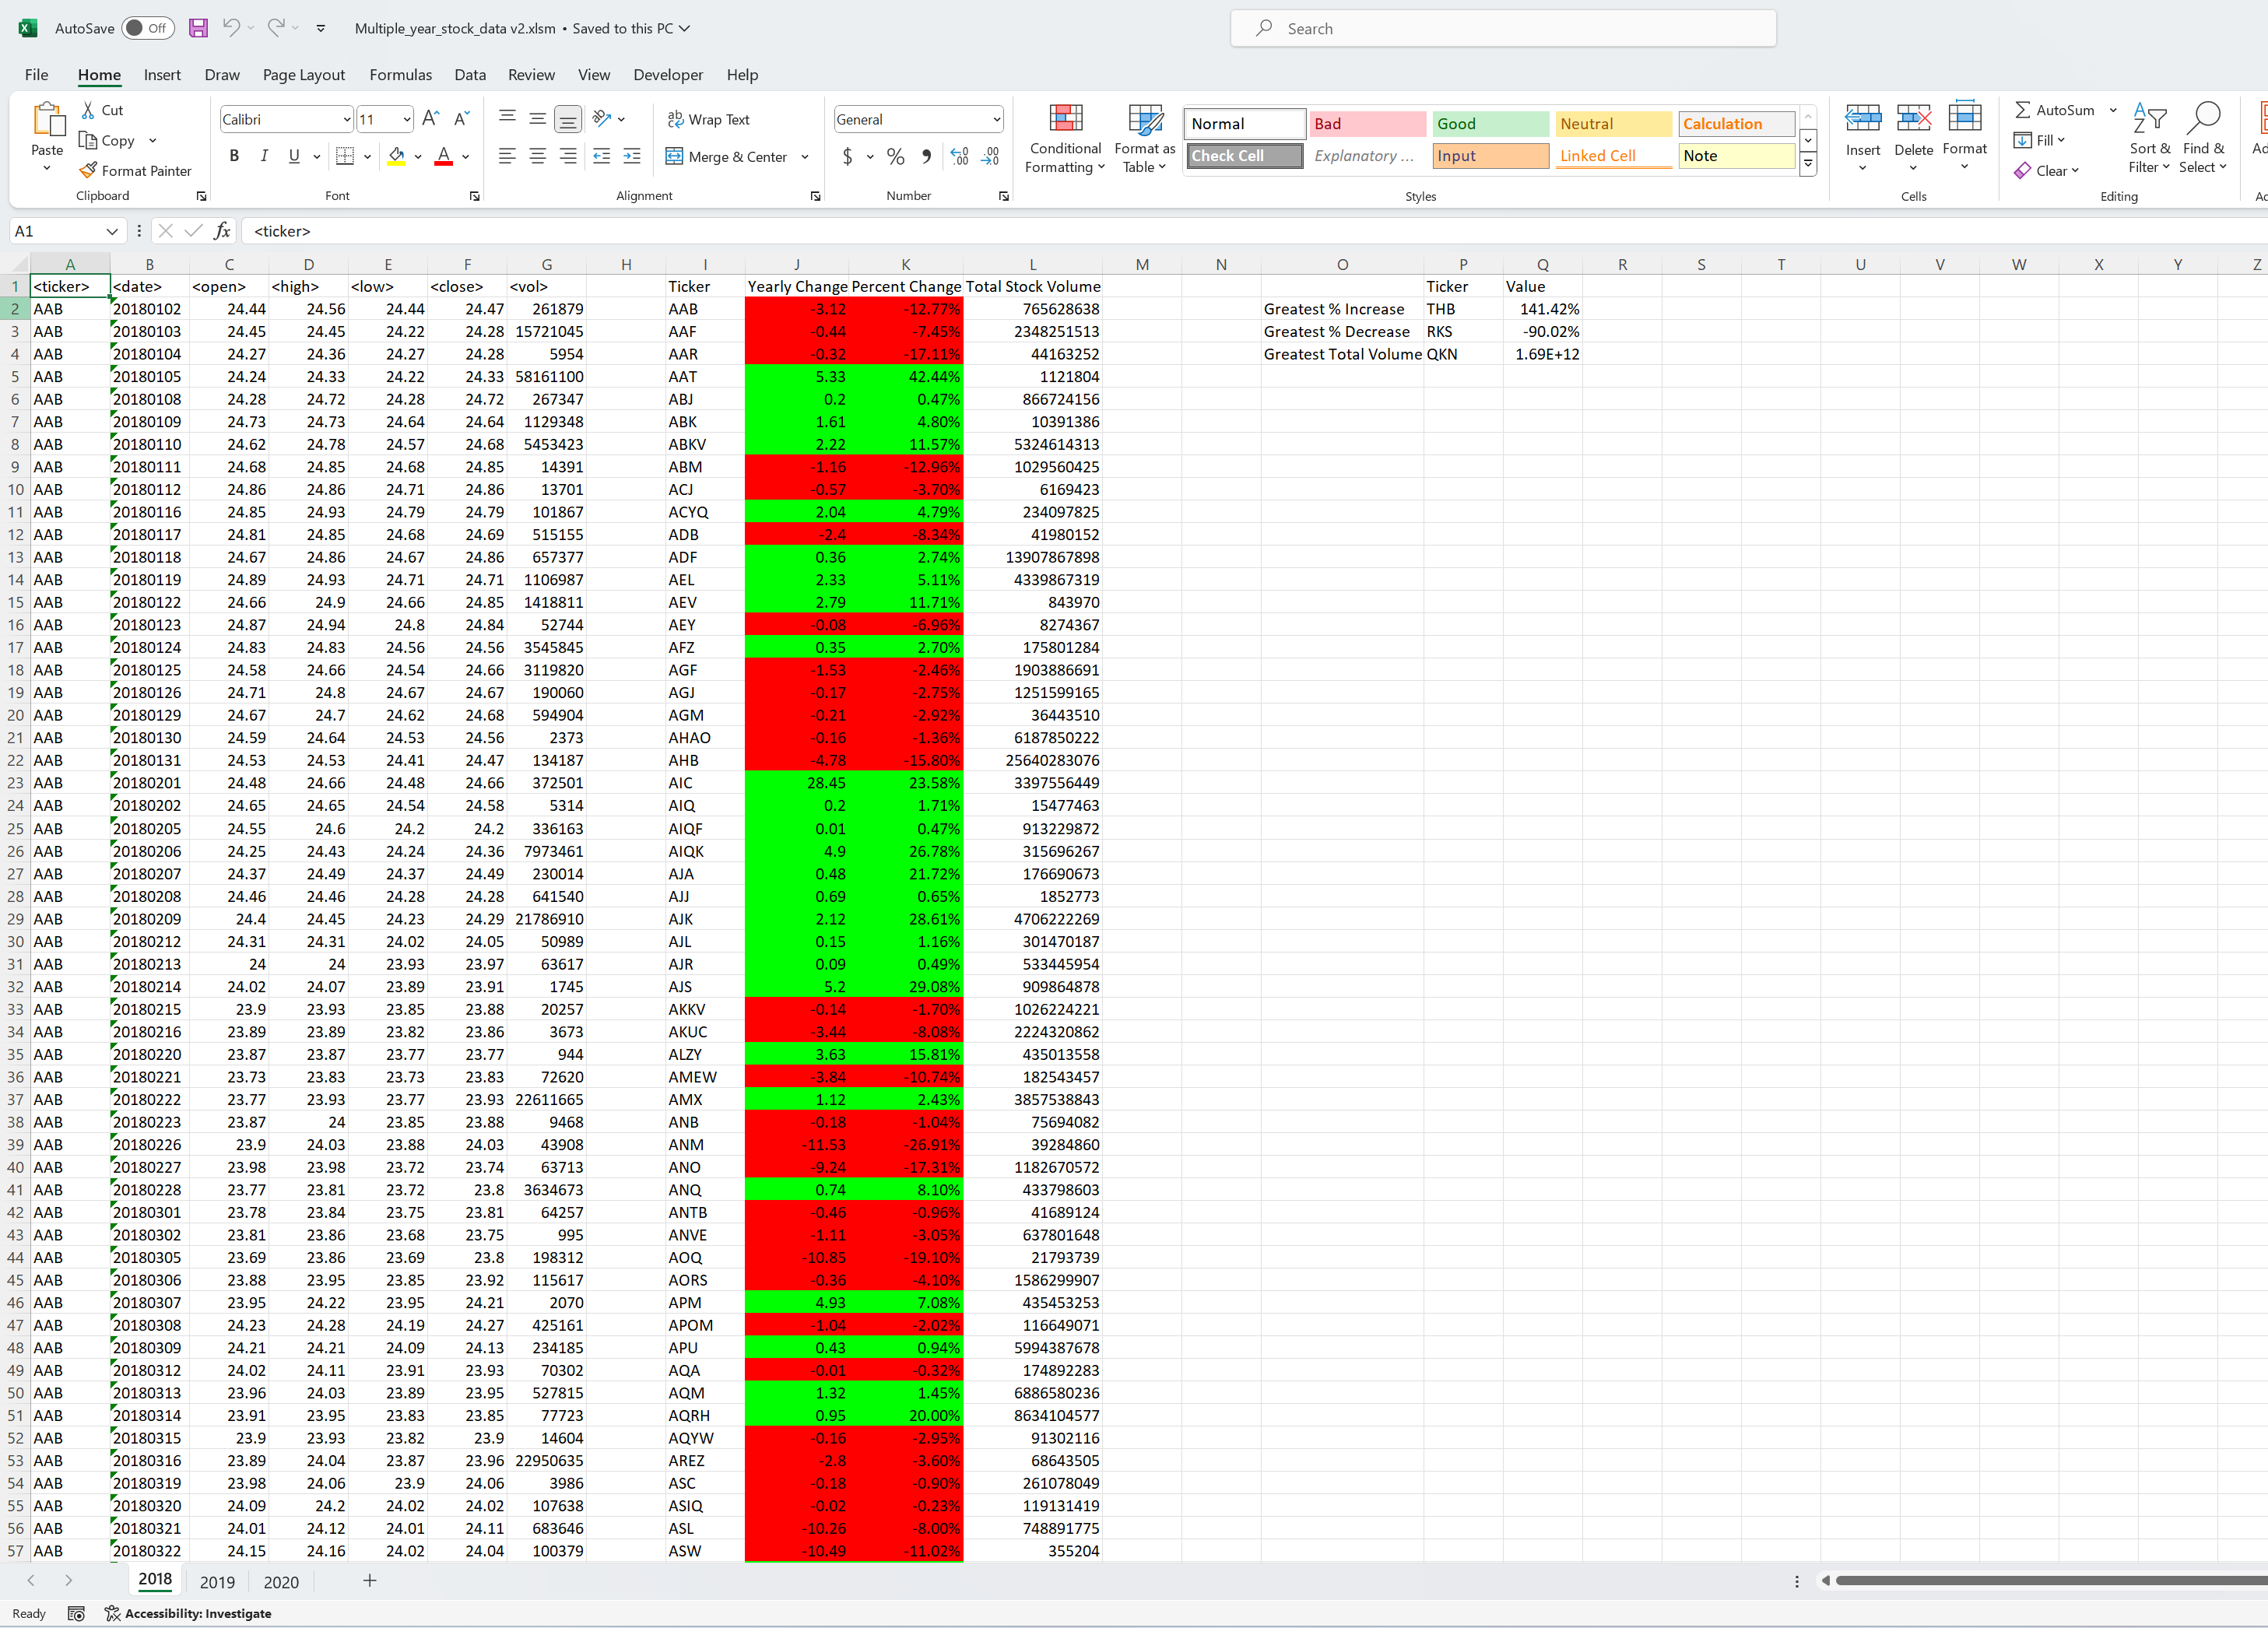 AutoSave Off Multiple_year_stock_data v2.xlsm • Saved to this PC Search
File Home Insert Draw Page Layout Formulas Data Review View Developer Help
Paste Cut Copy Format Painter Clipboard
Calibri 11 B I U A Font
Wrap Text Merge & Center Alignment
General $ % Number
Conditional Formatting Format as Table
Normal Bad Good Neutral Calculation
Check Cell Explanatory ... Input Linked Cell Note
Styles
Insert Delete Format Cells
AutoSum Fill Clear Sort & Filter Find & Select Editing
A1 fx <ticker>
A B C D E F G H I J K L M N O P Q R S T U V W X Y Z
1 <ticker> <date> <open> <high> <low> <close> <vol> Ticker Yearly Change Percent Change Total Stock Volume Ticker Value
2 AAB 20180102 24.44 24.56 24.44 24.47 261879 AAB -3.12 -12.77% 765628638 Greatest % Increase THB 141.42%
3 AAB 20180103 24.45 24.45 24.22 24.28 15721045 AAF -0.44 -7.45% 2348251513 Greatest % Decrease RKS -90.02%
4 AAB 20180104 24.27 24.36 24.27 24.28 5954 AAR -0.32 -17.11% 44163252 Greatest Total Volume QKN 1.69E+12
5 AAB 20180105 24.24 24.33 24.22 24.33 58161100 AAT 5.33 42.44% 1121804
6 AAB 20180108 24.28 24.72 24.28 24.72 267347 ABJ 0.2 0.47% 866724156
7 AAB 20180109 24.73 24.73 24.64 24.64 1129348 ABK 1.61 4.80% 10391386
8 AAB 20180110 24.62 24.78 24.57 24.68 5453423 ABKV 2.22 11.57% 5324614313
9 AAB 20180111 24.68 24.85 24.68 24.85 14391 ABM -1.16 -12.96% 1029560425
10 AAB 20180112 24.86 24.86 24.71 24.86 13701 ACJ -0.57 -3.70% 6169423
11 AAB 20180116 24.85 24.93 24.79 24.79 101867 ACYQ 2.04 4.79% 234097825
12 AAB 20180117 24.81 24.85 24.68 24.69 515155 ADB -2.4 -8.34% 41980152
13 AAB 20180118 24.67 24.86 24.67 24.86 657377 ADF 0.36 2.74% 13907867898
14 AAB 20180119 24.89 24.93 24.71 24.71 1106987 AEL 2.33 5.11% 4339867319
15 AAB 20180122 24.66 24.9 24.66 24.85 1418811 AEV 2.79 11.71% 843970
16 AAB 20180123 24.87 24.94 24.8 24.84 52744 AEY -0.08 -6.96% 8274367
17 AAB 20180124 24.83 24.83 24.56 24.56 3545845 AFZ 0.35 2.70% 175801284
18 AAB 20180125 24.58 24.66 24.54 24.66 3119820 AGF -1.53 -2.46% 1903886691
19 AAB 20180126 24.71 24.8 24.67 24.67 190060 AGJ -0.17 -2.75% 1251599165
20 AAB 20180129 24.67 24.7 24.62 24.68 594904 AGM -0.21 -2.92% 36443510
21 AAB 20180130 24.59 24.64 24.53 24.56 2373 AHAO -0.16 -1.36% 6187850222
22 AAB 20180131 24.53 24.53 24.41 24.47 134187 AHB -4.78 -15.80% 25640283076
23 AAB 20180201 24.48 24.66 24.48 24.66 372501 AIC 28.45 23.58% 3397556449
24 AAB 20180202 24.65 24.65 24.54 24.58 5314 AIQ 0.2 1.71% 15477463
25 AAB 20180205 24.55 24.6 24.2 24.2 336163 AIQF 0.01 0.47% 913229872
26 AAB 20180206 24.25 24.43 24.24 24.36 7973461 AIQK 4.9 26.78% 315696267
27 AAB 20180207 24.37 24.49 24.37 24.49 230014 AJA 0.48 21.72% 176690673
28 AAB 20180208 24.46 24.46 24.28 24.28 641540 AJJ 0.69 0.65% 1852773
29 AAB 20180209 24.4 24.45 24.23 24.29 21786910 AJK 2.12 28.61% 4706222269
30 AAB 20180212 24.31 24.31 24.02 24.05 50989 AJL 0.15 1.16% 301470187
31 AAB 20180213 24 24 23.93 23.97 63617 AJR 0.09 0.49% 533445954
32 AAB 20180214 24.02 24.07 23.89 23.91 1745 AJS 5.2 29.08% 909864878
33 AAB 20180215 23.9 23.93 23.85 23.88 20257 AKKV -0.14 -1.70% 1026224221
34 AAB 20180216 23.89 23.89 23.82 23.86 3673 AKUC -3.44 -8.08% 2224320862
35 AAB 20180220 23.87 23.87 23.77 23.77 944 ALZY 3.63 15.81% 435013558
36 AAB 20180221 23.73 23.83 23.73 23.83 72620 AMEW -3.84 -10.74% 182543457
37 AAB 20180222 23.77 23.93 23.77 23.93 22611665 AMX 1.12 2.43% 3857538843
38 AAB 20180223 23.87 24 23.85 23.88 9468 ANB -0.18 -1.04% 75694082
39 AAB 20180226 23.9 24.03 23.88 24.03 43908 ANM -11.53 -26.91% 39284860
40 AAB 20180227 23.98 23.98 23.72 23.74 63713 ANO -9.24 -17.31% 1182670572
41 AAB 20180228 23.77 23.81 23.72 23.8 3634673 ANQ 0.74 8.10% 433798603
42 AAB 20180301 23.78 23.84 23.75 23.81 64257 ANTB -0.46 -0.96% 41689124
43 AAB 20180302 23.81 23.86 23.68 23.75 995 ANVE -1.11 -3.05% 637801648
44 AAB 20180305 23.69 23.86 23.69 23.8 198312 AOQ -10.85 -19.10% 21793739
45 AAB 20180306 23.88 23.95 23.85 23.92 115617 AORS -0.36 -4.10% 1586299907
46 AAB 20180307 23.95 24.22 23.95 24.21 2070 APM 4.93 7.08% 435453253
47 AAB 20180308 24.23 24.28 24.19 24.27 425161 APOM -1.04 -2.02% 116649071
48 AAB 20180309 24.21 24.21 24.09 24.13 234185 APU 0.43 0.94% 5994387678
49 AAB 20180312 24.02 24.11 23.91 23.93 70302 AQA -0.01 -0.32% 174892283
50 AAB 20180313 23.96 24.03 23.89 23.95 527815 AQM 1.32 1.45% 6886580236
51 AAB 20180314 23.91 23.95 23.83 23.85 77723 AQRH 0.95 20.00% 8634104577
52 AAB 20180315 23.9 23.93 23.82 23.9 14604 AQYW -0.16 -2.95% 91302116
53 AAB 20180316 23.89 24.04 23.87 23.96 22950635 AREZ -2.8 -3.60% 68643505
54 AAB 20180319 23.98 24.06 23.9 24.06 3986 ASC -0.18 -0.90% 261078049
55 AAB 20180320 24.09 24.2 24.02 24.02 107638 ASIQ -0.02 -0.23% 119131419
56 AAB 20180321 24.01 24.12 24.01 24.11 683646 ASL -10.26 -8.00% 748891775
57 AAB 20180322 24.15 24.16 24.02 24.04 100379 ASW -10.49 -11.02% 355204
2018 2019 2020
Ready Accessibility: Investigate